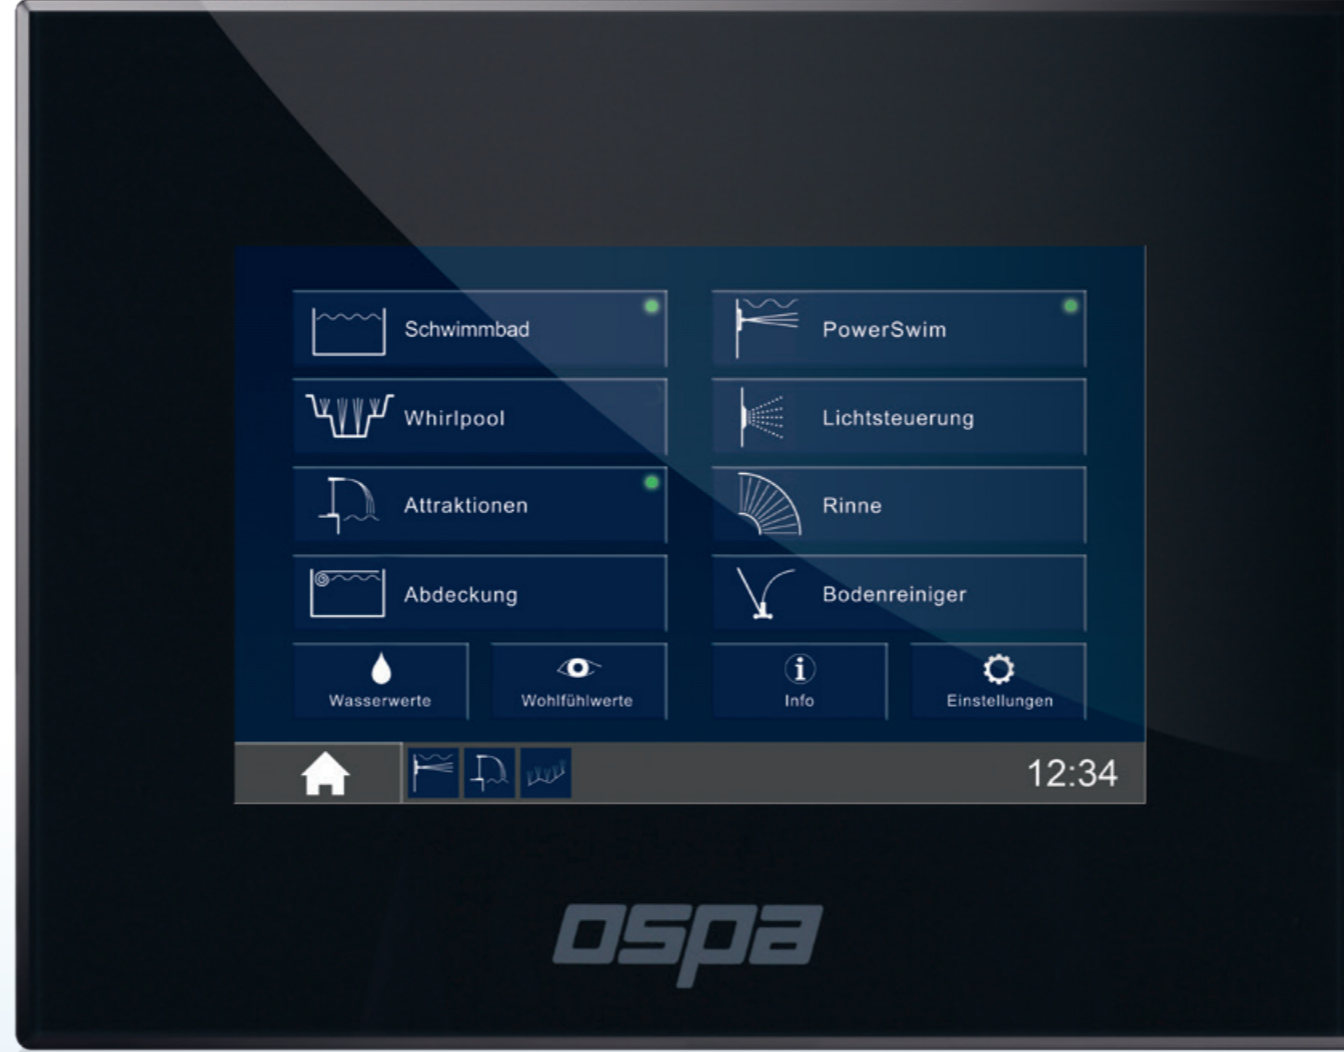 Schwimmbad
PowerSwim
Whirlpool
Lichtsteuerung
Attraktionen
Rinne
Abdeckung
Bodenreiniger
Wasserwerte
Wohlfühlwerte
Info
Einstellungen
12:34
ospa